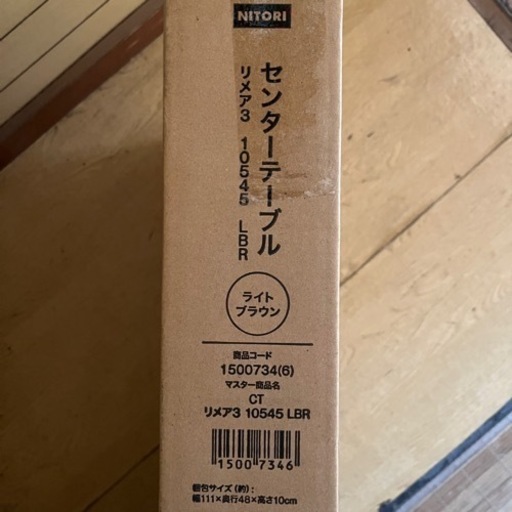 NITORI
センターテーブル
リメア3 10545 LBR
ライト
ブラウン
商品コード
1500734(6)
マスター商品名
CT
リメア3 10545 LBR
15007346
梱包サイズ(約):
幅111×奥行48×高さ10cm